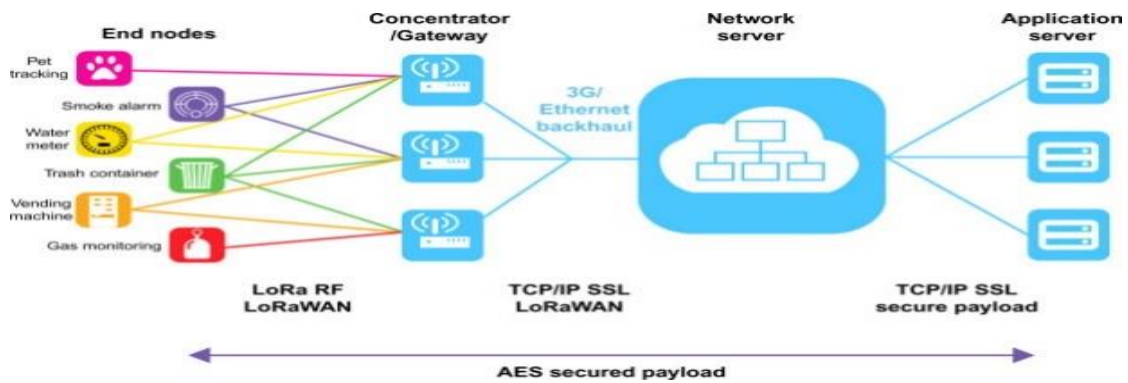 End nodes
Concentrator
/Gateway
Network
server
Application
server
Pet
tracking
Smoke alarm
Water
meter
Trash container
Vending
machine
Gas monitoring
3G/
Ethernet
backhaul
LoRa RF
LoRaWAN
TCP/IP SSL
LoRaWAN
TCP/IP SSL
secure payload
AES secured payload